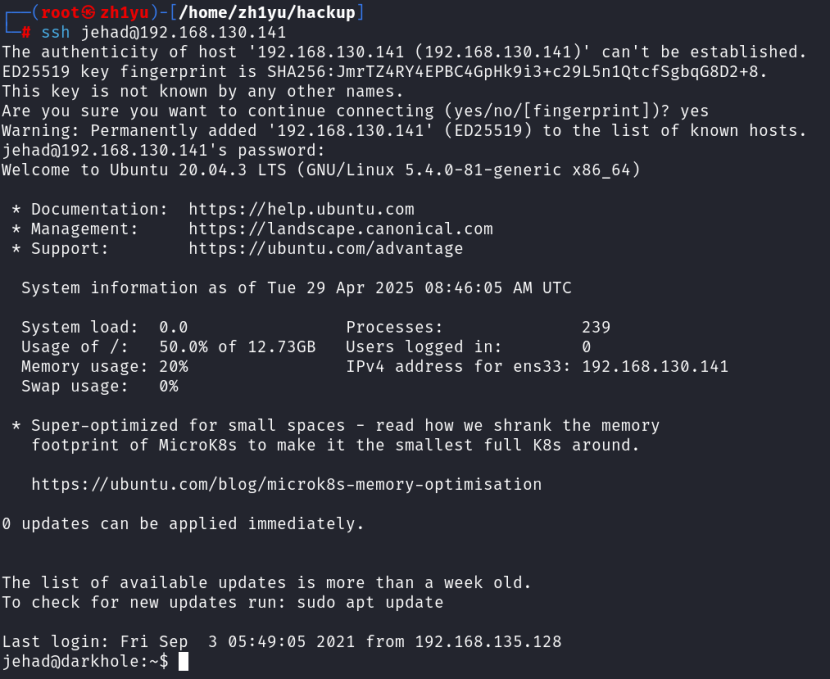 ┌──(root㉿zh1yu)-[/home/zh1yu/hackup]
└─# ssh jehad@192.168.130.141
The authenticity of host '192.168.130.141 (192.168.130.141)' can't be established.
ED25519 key fingerprint is SHA256:JmrTZ4RY4EPBC4GpHk9i3+c29L5n1QtcfSgbqG8D2+8.
This key is not known by any other names.
Are you sure you want to continue connecting (yes/no/[fingerprint])? yes
Warning: Permanently added '192.168.130.141' (ED25519) to the list of known hosts.
jehad@192.168.130.141's password:
Welcome to Ubuntu 20.04.3 LTS (GNU/Linux 5.4.0-81-generic x86_64)

 * Documentation:  https://help.ubuntu.com
 * Management:     https://landscape.canonical.com
 * Support:        https://ubuntu.com/advantage

  System information as of Tue 29 Apr 2025 08:46:05 AM UTC

  System load:  0.0                Processes:              239
  Usage of /:   50.0% of 12.73GB   Users logged in:        0
  Memory usage: 20%                IPv4 address for ens33: 192.168.130.141
  Swap usage:   0%

 * Super-optimized for small spaces - read how we shrank the memory
   footprint of MicroK8s to make it the smallest full K8s around.

   https://ubuntu.com/blog/microk8s-memory-optimisation

0 updates can be applied immediately.

The list of available updates is more than a week old.
To check for new updates run: sudo apt update

Last login: Fri Sep  3 05:49:05 2021 from 192.168.135.128
jehad@darkhole:~$